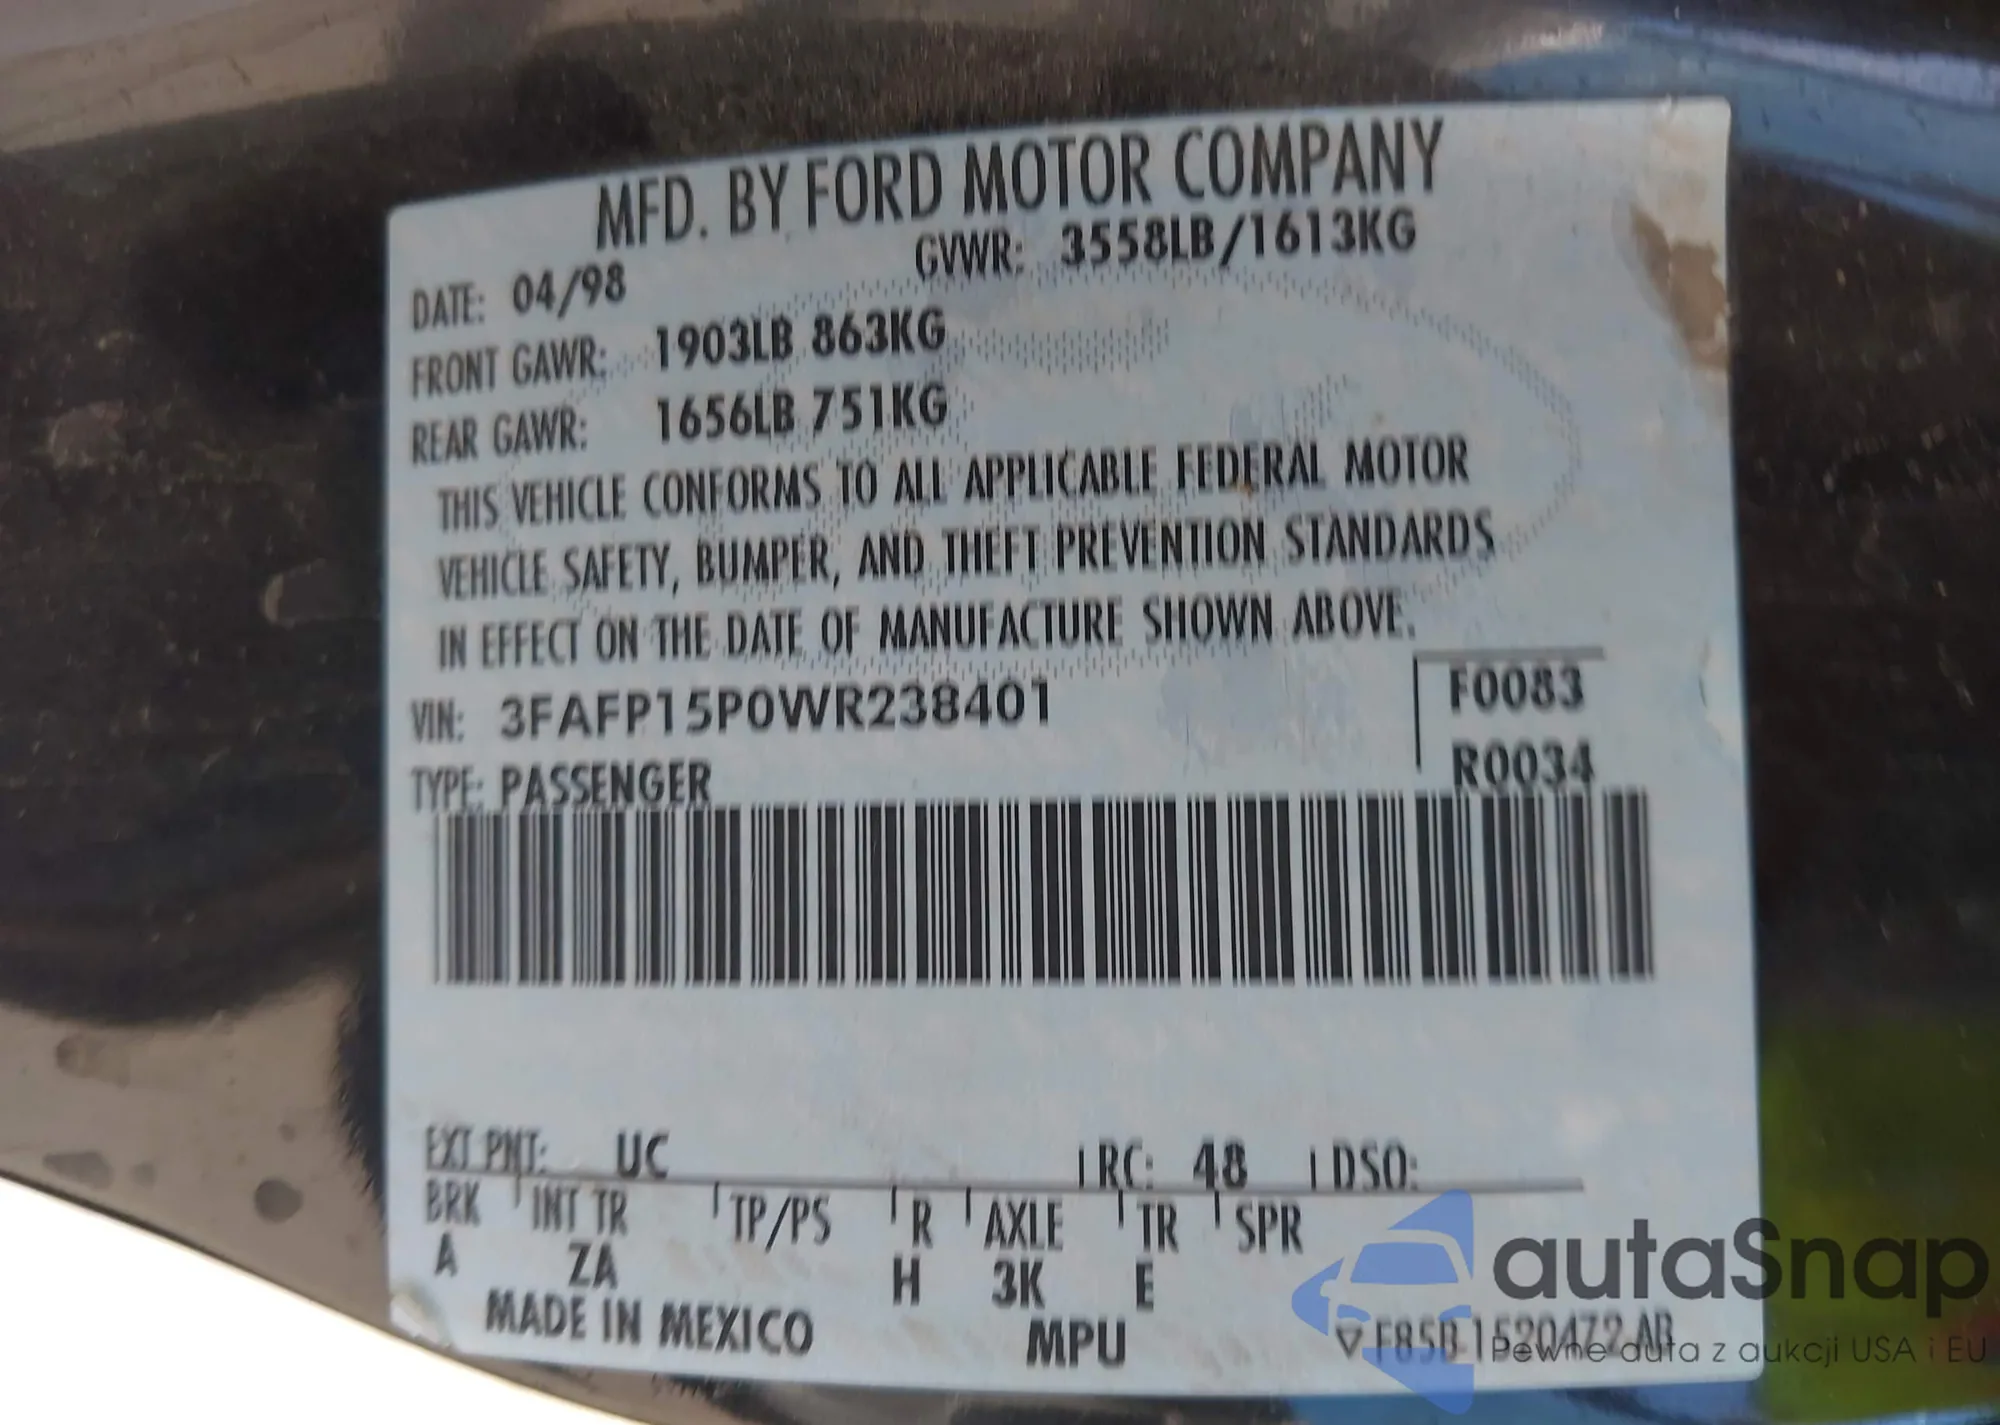 MFD. BY FORD MOTOR COMPANY
DATE: 04/98 GVWR: 3558LB/1613KG
FRONT GAWR: 1903LB 863KG
REAR GAWR: 1656LB 751KG
THIS VEHICLE CONFORMS TO ALL APPLICABLE FEDERAL MOTOR
VEHICLE SAFETY, BUMPER, AND THEFT PREVENTION STANDARDS
IN EFFECT ON THE DATE OF MANUFACTURE SHOWN ABOVE.
VIN: 3FAFP15P0WR238401 F0083
TYPE: PASSENGER R0034
EXT PNT: UC RC: 48 DSO:
BRK INT TR TP/PS R AXLE TR SPR
A ZA H 3K E
MADE IN MEXICO MPU
autaSnap
Pewne auta z aukcji USA i EU